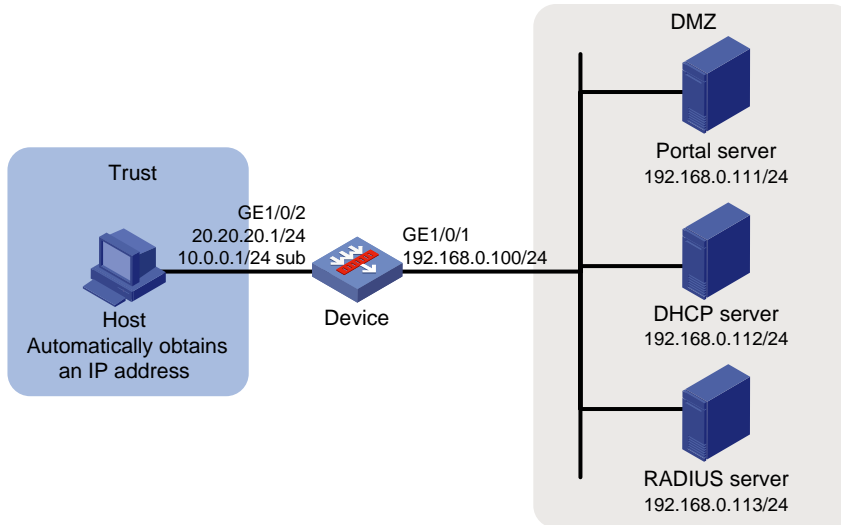 DMZ
Portal server
192.168.0.111/24
Trust
GE1/0/2
20.20.20.1/24
10.0.0.1/24 sub
GE1/0/1
192.168.0.100/24
Host
Automatically obtains
an IP address
Device
DHCP server
192.168.0.112/24
RADIUS server
192.168.0.113/24